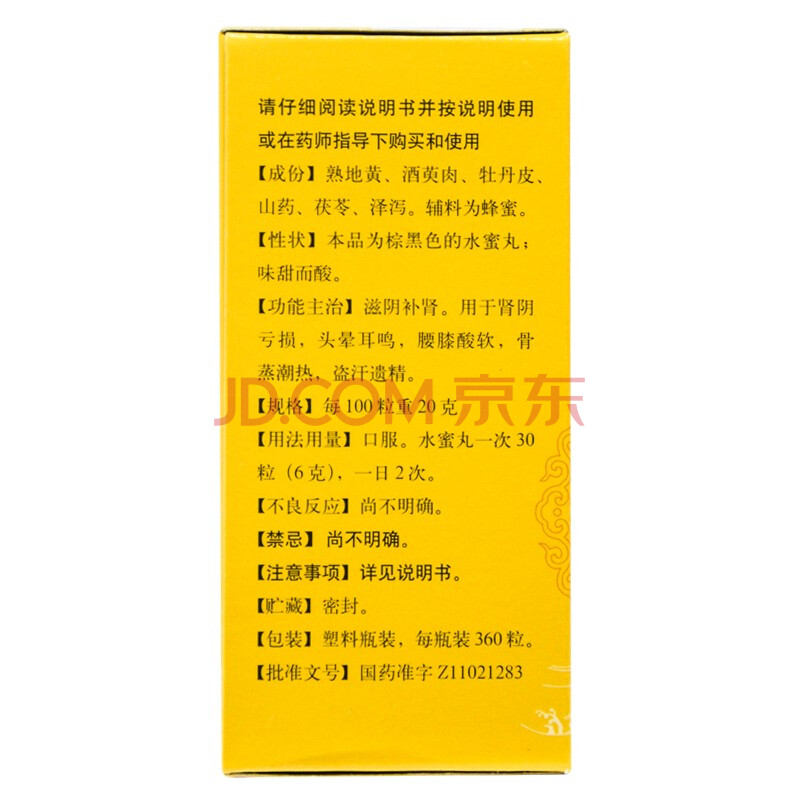 请仔细阅读说明书并按说明使用
或在药师指导下购买和使用
【成份】熟地黄、酒萸肉、牡丹皮、
山药、茯苓、泽泻。辅料为蜂蜜。
【性状】本品为棕黑色的水蜜丸；
味甜而酸。
【功能主治】滋阴补肾。用于肾阴
亏损，头晕耳鸣，腰膝酸软，骨
蒸潮热，盗汗遗精。
JD.COM 京东
【规格】每100粒重20克
【用法用量】口服。水蜜丸一次30
粒（6克），一日2次。
【不良反应】尚不明确。
【禁忌】尚不明确。
【注意事项】详见说明书。
【贮藏】密封。
【包装】塑料瓶装，每瓶装360粒。
【批准文号】国药准字Z11021283